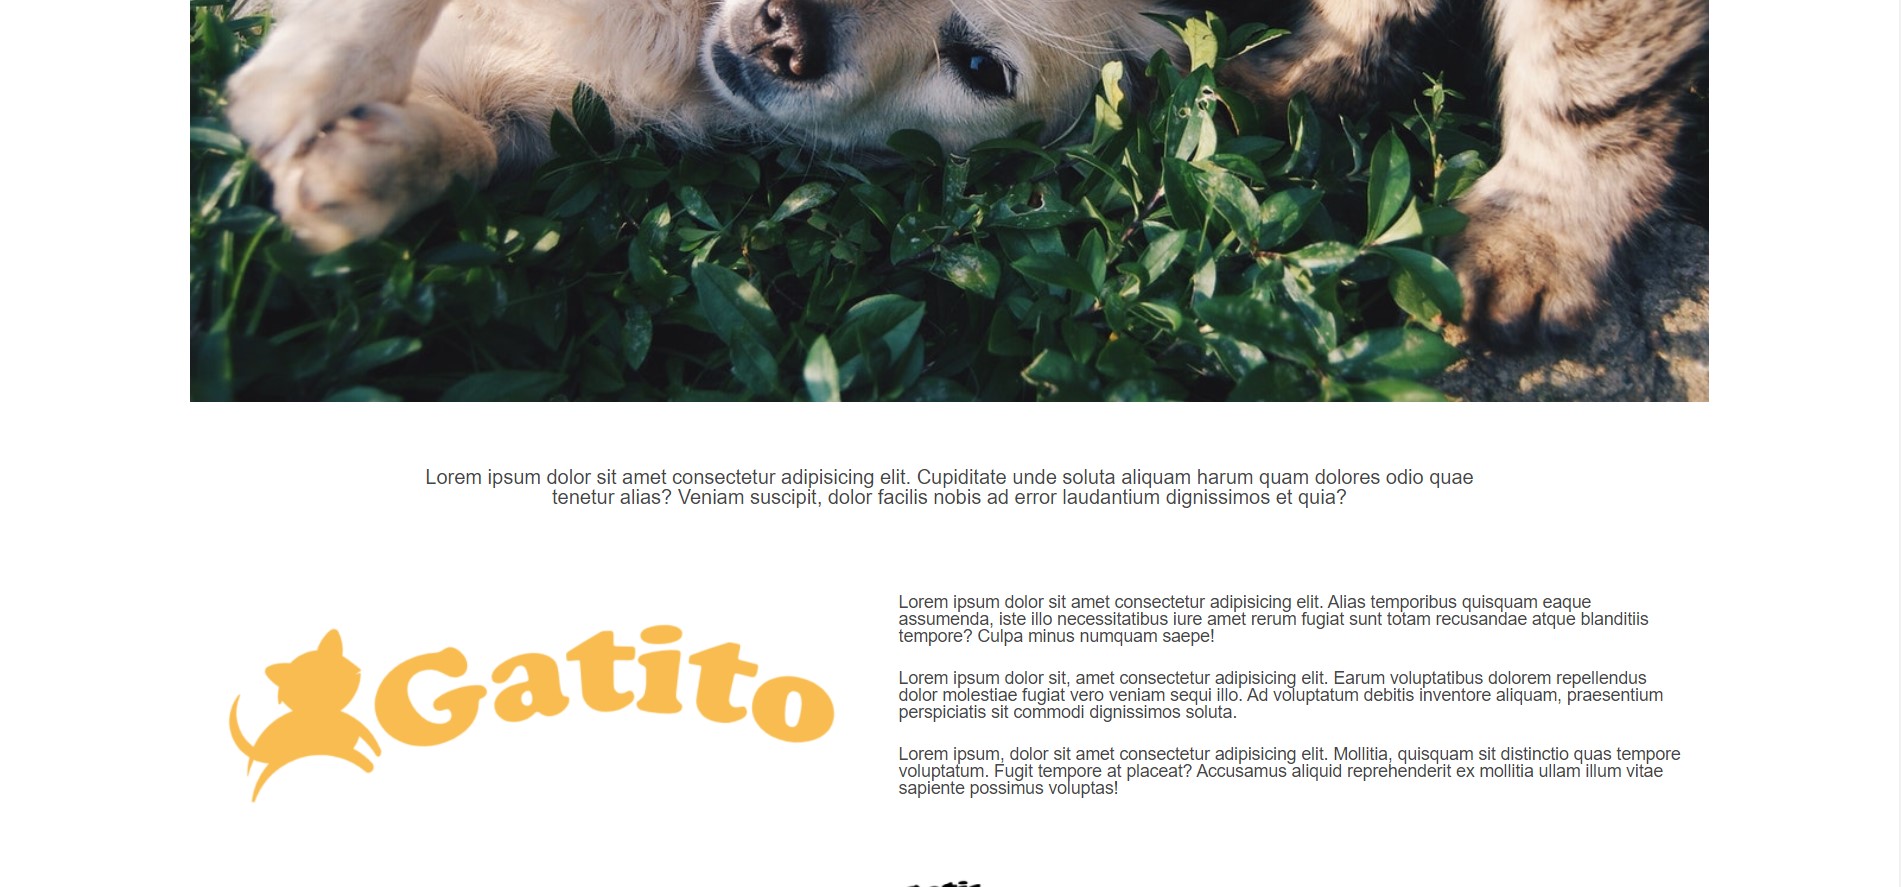 Lorem ipsum dolor sit amet consectetur adipisicing elit. Cupiditate unde soluta aliquam harum quam dolores odio quae
tenetur alias? Veniam suscipit, dolor facilis nobis ad error laudantium dignissimos et quia?
Gatito
Lorem ipsum dolor sit amet consectetur adipisicing elit. Alias temporibus quisquam eaque
assumenda, iste illo necessitatibus iure amet rerum fugiat sunt totam recusandae atque blanditiis
tempore? Culpa minus numquam saepe!
Lorem ipsum dolor sit, amet consectetur adipisicing elit. Earum voluptatibus dolorem repellendus
dolor molestiae fugiat vero veniam sequi illo. Ad voluptatum debitis inventore aliquam, praesentium
perspiciatis sit commodi dignissimos soluta.
Lorem ipsum, dolor sit amet consectetur adipisicing elit. Mollitia, quisquam sit distinctio quas tempore
voluptatum. Fugit tempore at placeat? Accusamus aliquid reprehenderit ex mollitia ullam illum vitae
sapiente possimus voluptas!